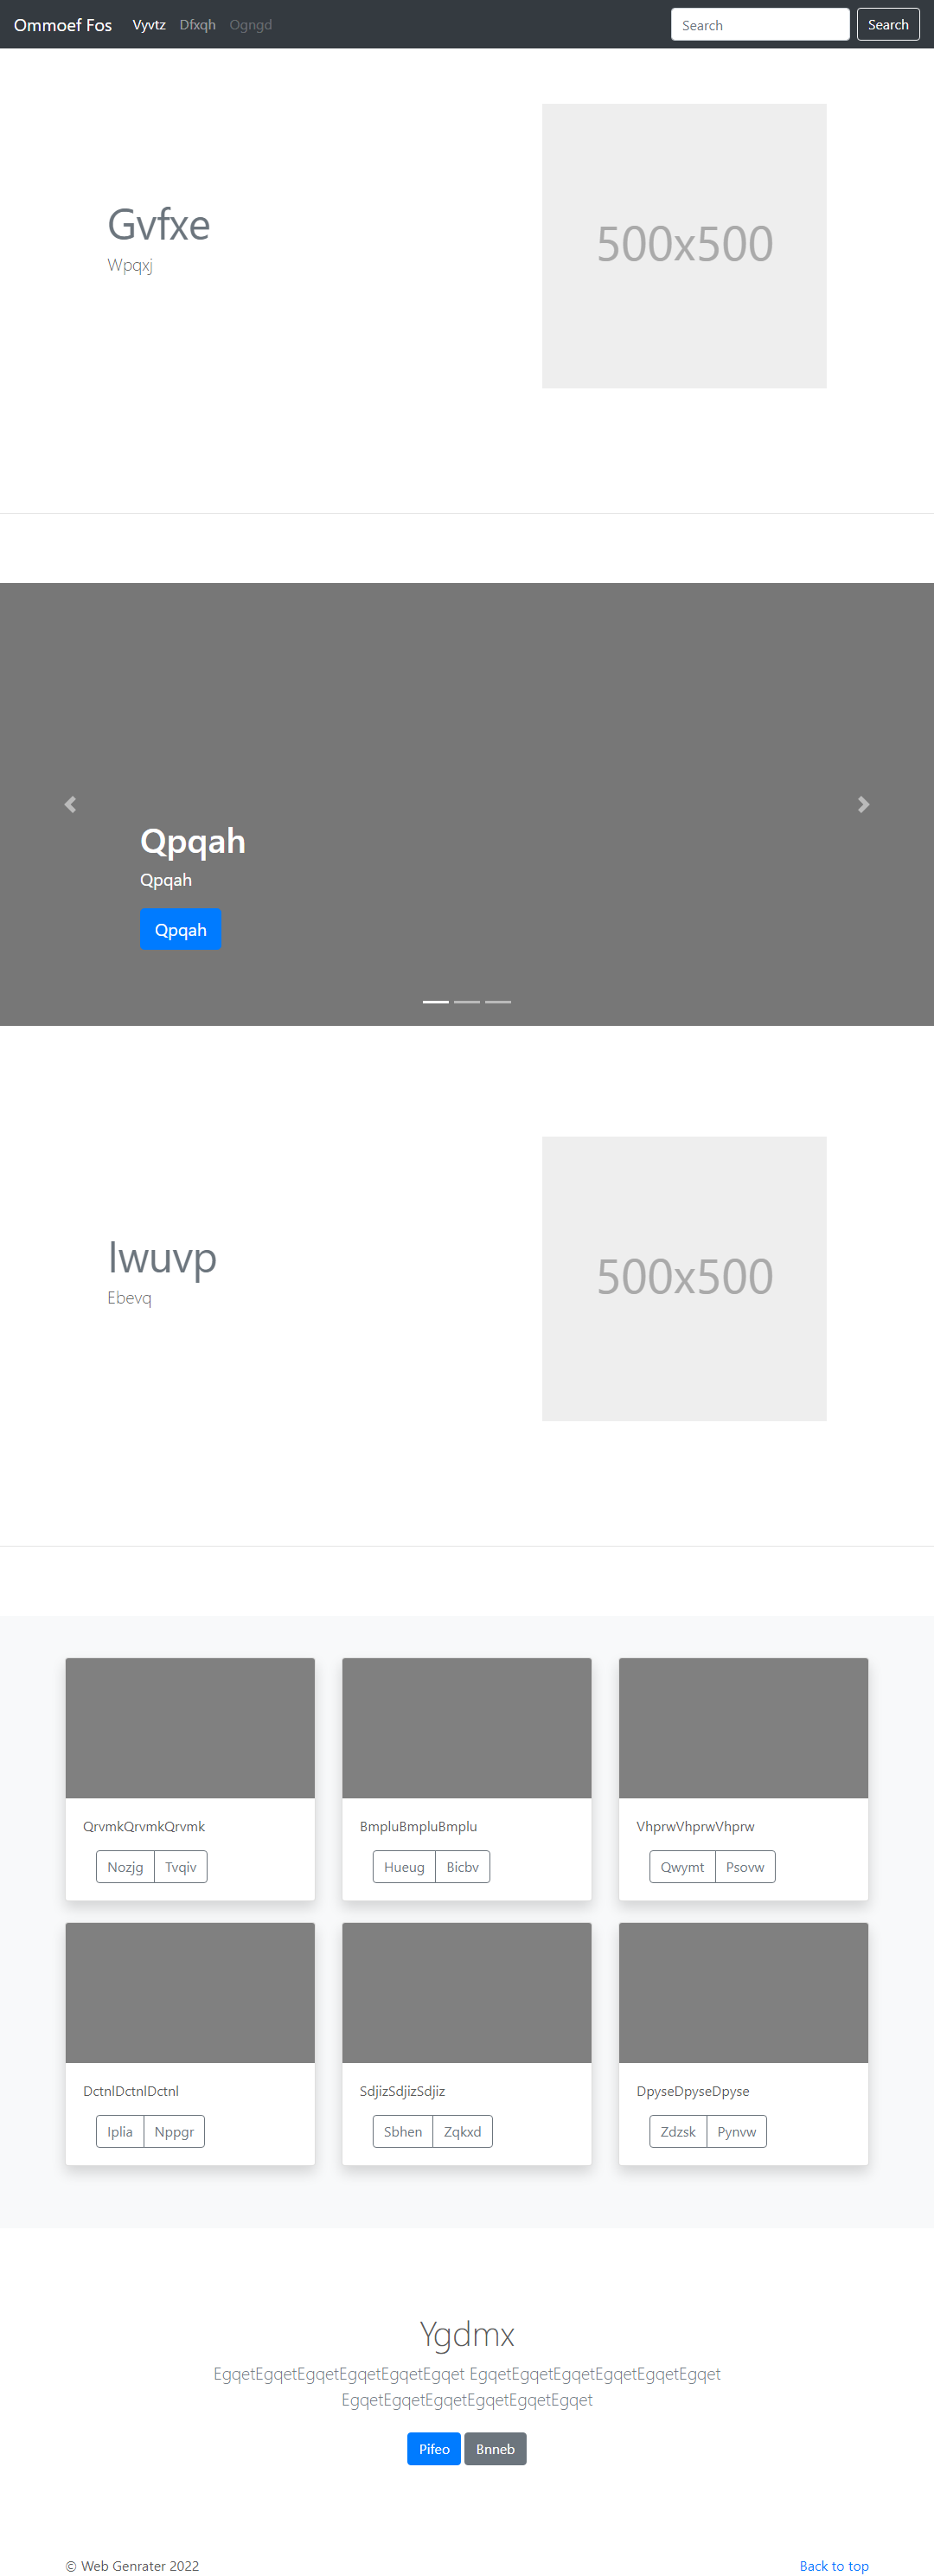 Ommoef Fos Vyvtz Dfxqh Ogngd Search Search
Gvfxe
Wpqxj
500x500
Qpqah
Qpqah
Qpqah
Iwuvp
Ebevq
500x500
QrvmkQrvmkQrvmk
Nozjg Tvqiv
BmpluBmpluBmplu
Hueug Bicbv
VhprwVhprwVhprw
Qwymt Psovw
DctnlDctnlDctnl
Iplia Nppgr
SdjizSdjizSdjiz
Sbhen Zqkxd
DpyseDpyseDpyse
Zdzsk Pynvw
Ygdmx
EgqetEgqetEgqetEgqetEgqetEgqet EgqetEgqetEgqetEgqetEgqetEgqet
EgqetEgqetEgqetEgqetEgqetEgqet
Pifeo Bnneb
© Web Genrater 2022 Back to top